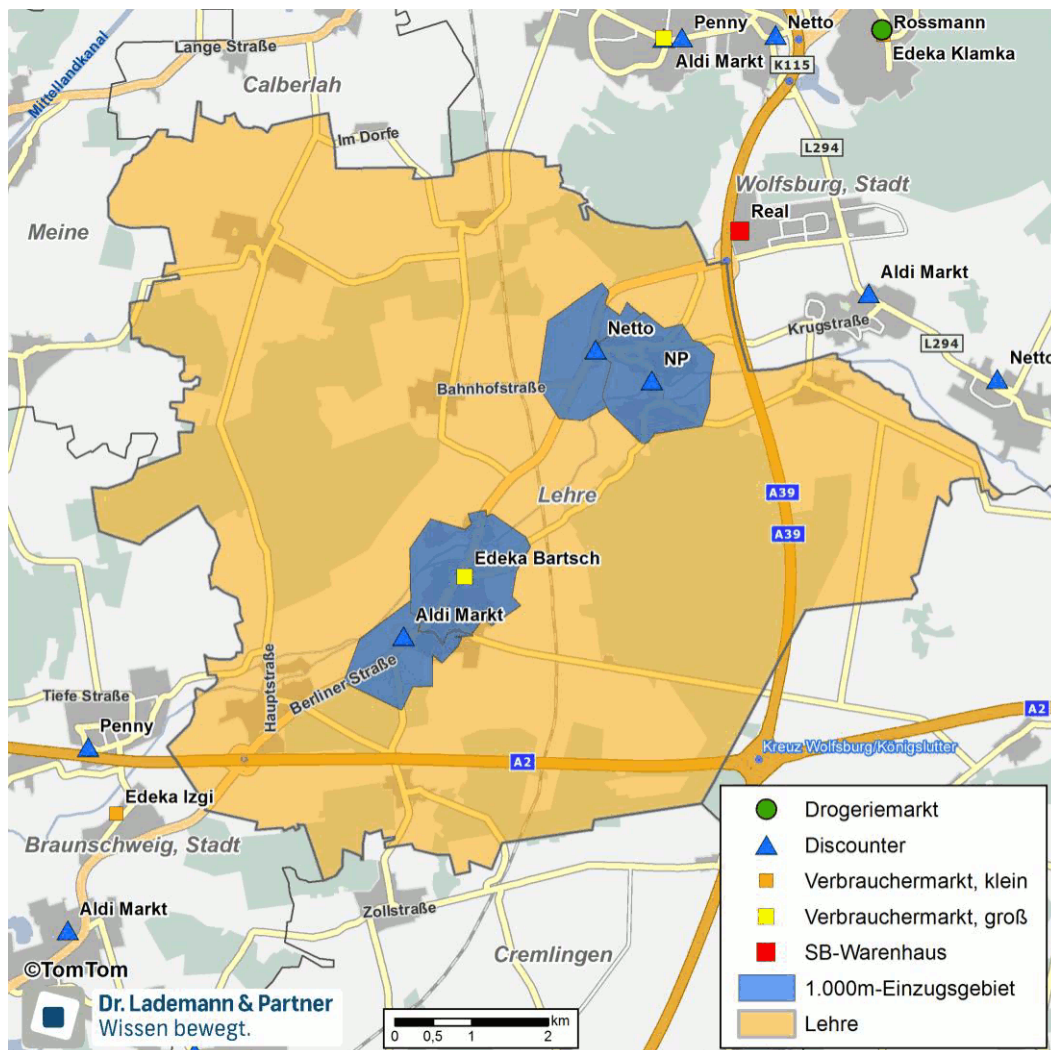 Penny
Netto
Rossmann
Lange Straße
Aldi Markt
Edeka Klamka
K115
Mittellandkanal
Calberlah
Im Dorfe
L294
Wolfsburg, Stadt
Real
Meine
Aldi Markt
Krugstraße
Netto
L294
NP
Netto
Bahnhofstraße
Lehre
A39
A39
Edeka Bartsch
Aldi Markt
Hauptstraße
Berliner Straße
Tiefe Straße
Penny
A2
A2
Kreuz Wolfsburg/Königslutter
Edeka Izgi
Braunschweig, Stadt
Aldi Markt
Zollstraße
Cremlingen
©TomTom
Dr. Lademann & Partner
Wissen bewegt.
km
0 0,5 1 2
Drogeriemarkt
Discounter
Verbrauchermarkt, klein
Verbrauchermarkt, groß
SB-Warenhaus
1.000m-Einzugsgebiet
Lehre